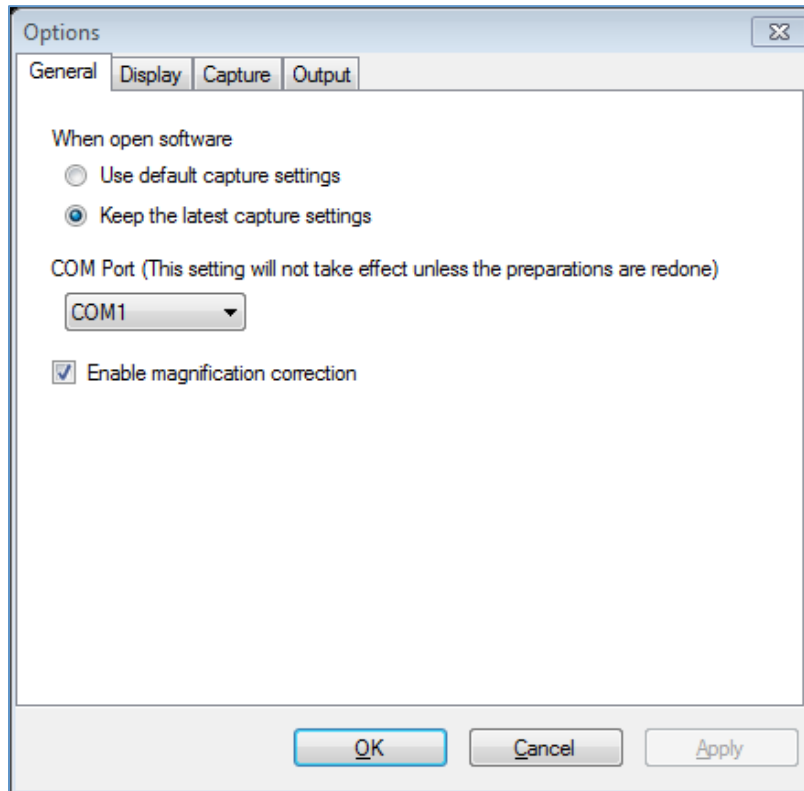 Options
General Display Capture Output
When open software
Use default capture settings
Keep the latest capture settings
COM Port (This setting will not take effect unless the preparations are redone)
COM1
Enable magnification correction
OK Cancel Apply